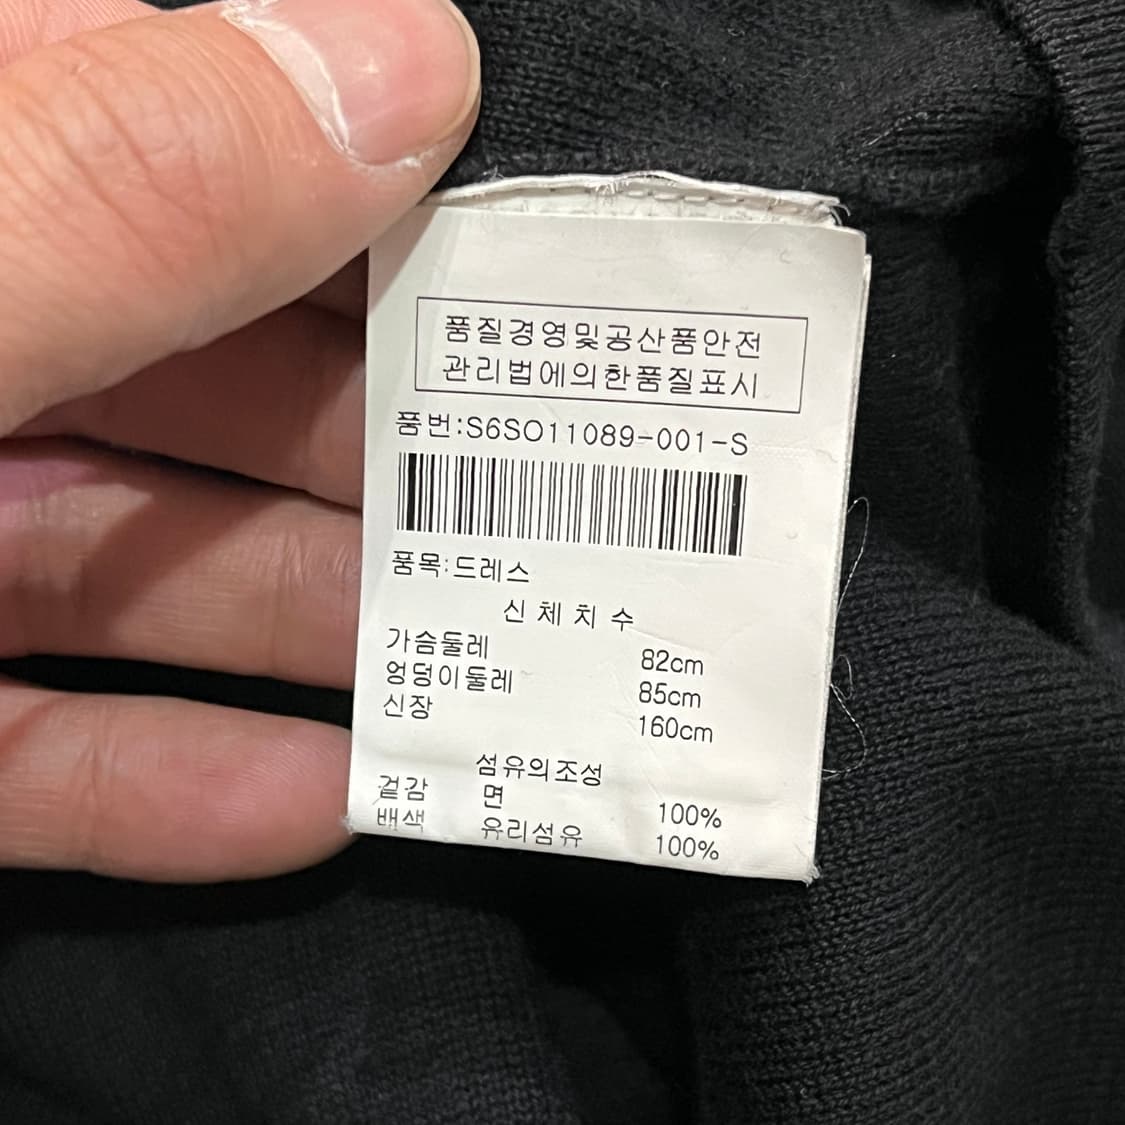 품질경영및공산품안전
관리법에의한품질표시
품번:S6SO11089-001-S
품목:드레스
신체치수
가슴둘레 82cm
엉덩이둘레 85cm
신장 160cm
섬유의조성
겉감 면 100%
배색 유리섬유 100%